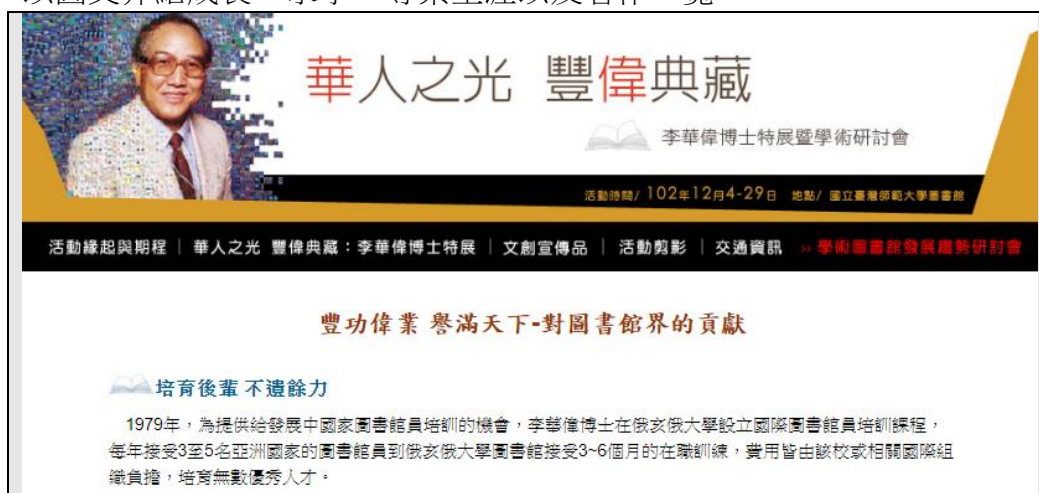 華人之光 豐偉典藏
李華偉博士特展暨學術研討會
活動時間/ 102年12月4-29日 地點/ 國立臺灣師範大學圖書館
活動緣起與期程 | 華人之光 豐偉典藏：李華偉博士特展 | 文創宣傳品 | 活動剪影 | 交通資訊 » 學術圖書館發展趨勢研討會
豐功偉業 譽滿天下-對圖書館界的貢獻
培育後輩 不遺餘力
1979年，為提供給發展中國家圖書館員培訓的機會，李華偉博士在俄亥俄大學設立國際圖書館員培訓課程，
每年接受3至5名亞洲國家的圖書館員到俄亥俄大學圖書館接受3~6個月的在職訓練，費用皆由該校或相關國際組
織負擔，培育無數優秀人才。